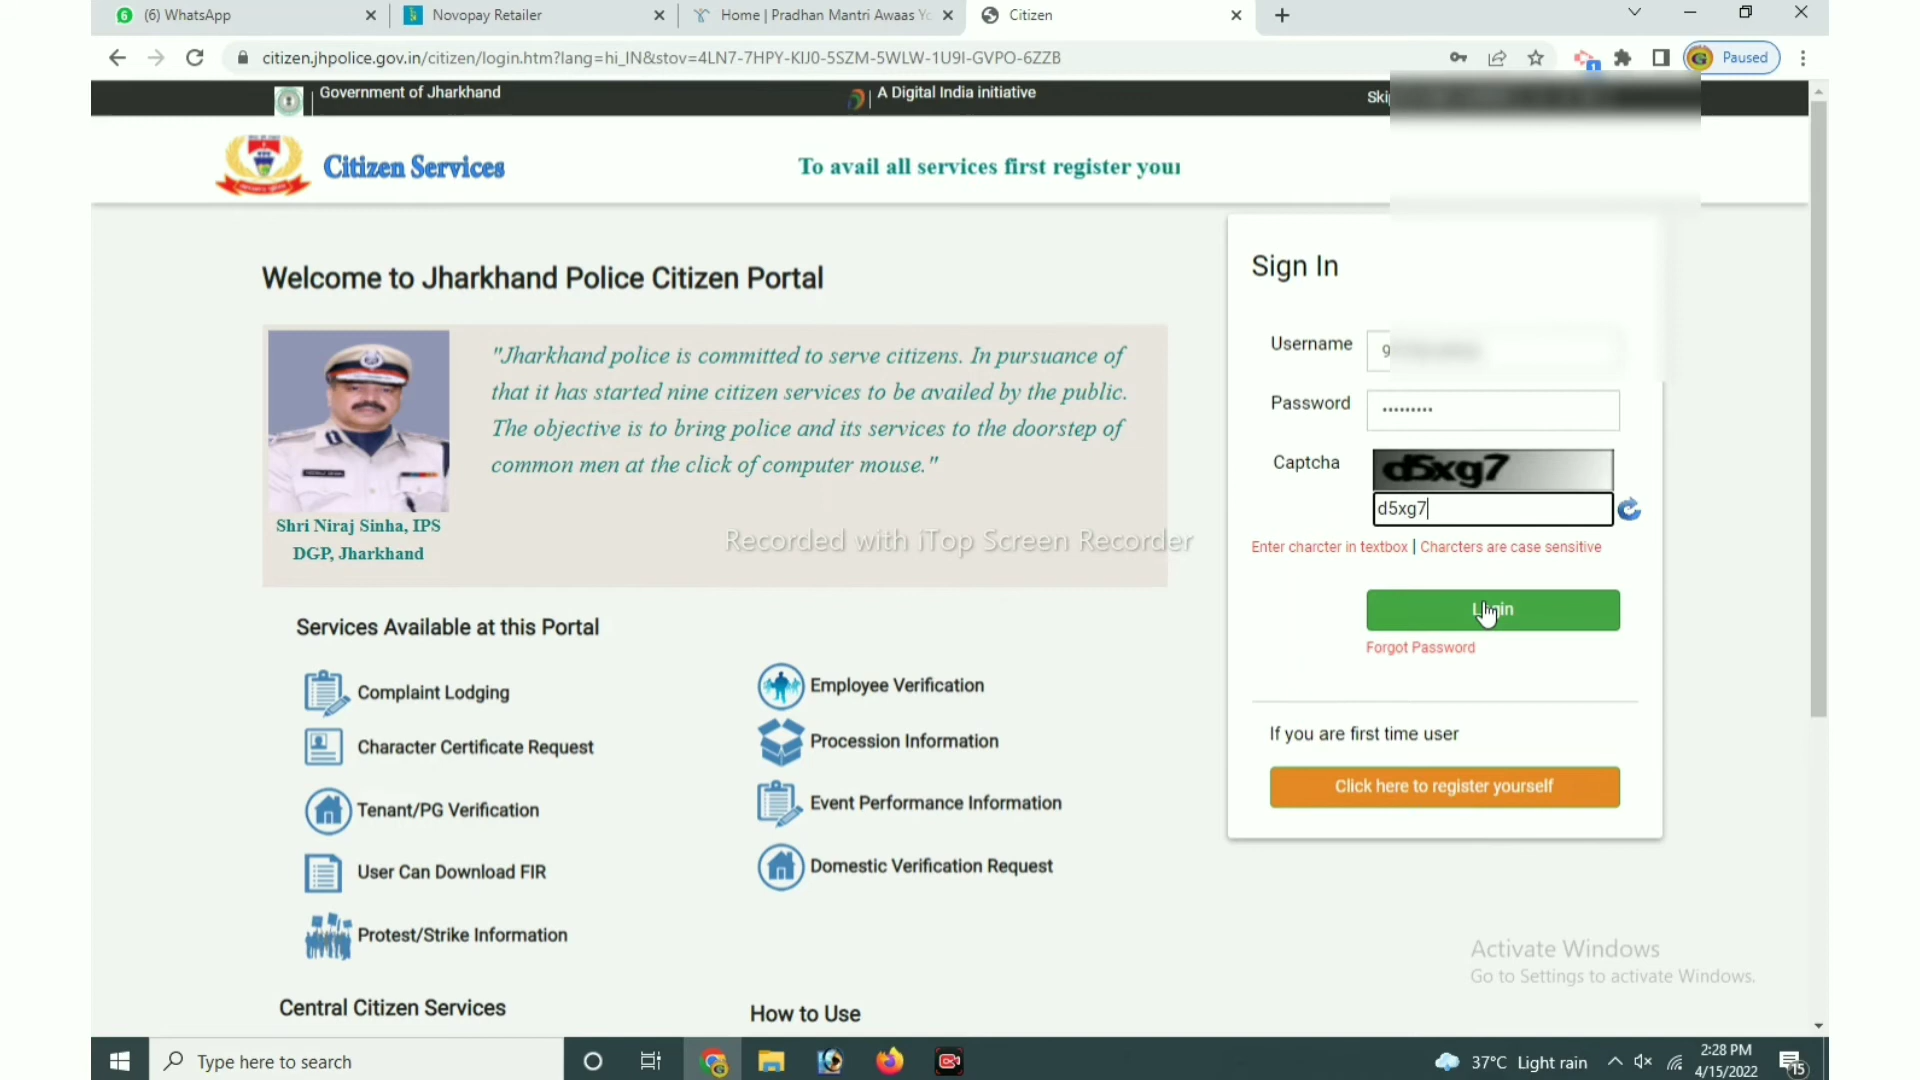 (6) WhatsApp
Novopay Retailer
Home | Pradhan Mantri Awaas Yo
Citizen
citizen.jhpolice.gov.in/citizen/login.htm?lang=hi_IN&stov=4LN7-7HPY-KIJ0-5SZM-5WLW-1U9I-GVPO-6ZZB
1
G Paused
Government of Jharkhand
A Digital India initiative
Ski
Citizen Services
To avail all services first register your
Welcome to Jharkhand Police Citizen Portal
"Jharkhand police is committed to serve citizens. In pursuance of
that it has started nine citizen services to be availed by the public.
The objective is to bring police and its services to the doorstep of
common men at the click of computer mouse."
Shri Niraj Sinha, IPS
DGP, Jharkhand
Sign In
Username 9
Password •••••••••
Captcha d5xg7
d5xg7
Enter charcter in textbox | Charcters are case sensitive
Login
Forgot Password
If you are first time user
Click here to register yourself
Recorded with iTop Screen Recorder
Services Available at this Portal
Complaint Lodging
Character Certificate Request
Tenant/PG Verification
User Can Download FIR
Protest/Strike Information
Employee Verification
Procession Information
Event Performance Information
Domestic Verification Request
Central Citizen Services
How to Use
Activate Windows
Go to Settings to activate Windows.
Type here to search
37°C Light rain
2:28 PM
4/15/2022
15